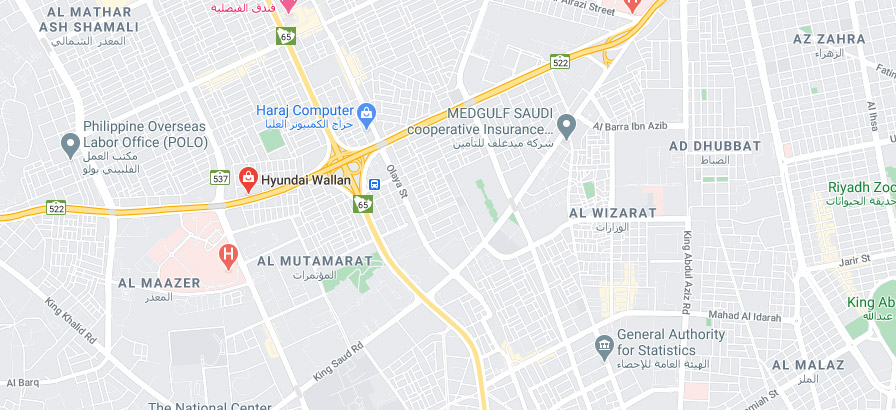 فندق الفيصلية
Alrazi Street
AL MATHAR
ASH SHAMALI
المعذر الشمالي
65
H
522
AZ ZAHRA
الزهراء
Haraj Computer
حراج الكمبيوتر العليا
MEDGULF SAUDI
cooperative Insurance...
شركة ميدغلف للتأمين
Al Barra Ibn Azib
Al Ihsa
Philippine Overseas
Labor Office (POLO)
مكتب العمل
الفلبيني بولو
AD DHUBBAT
الضباط
537
Hyundai Wallan
Olaya St
Riyadh Zoo
حديقة الحيوانات
522
65
AL WIZARAT
الوزارات
King Abdul Aziz Rd
H
AL MUTAMARAT
المؤتمرات
Jarir St
AL MAAZER
المعذر
King Khalid Rd
King Ab
عبدالله
Mahad Al Idarah
General Authority
for Statistics
الهيئة العامة للإحصاء
King Saud Rd
AL MALAZ
الملز
Al Barq
The National Center